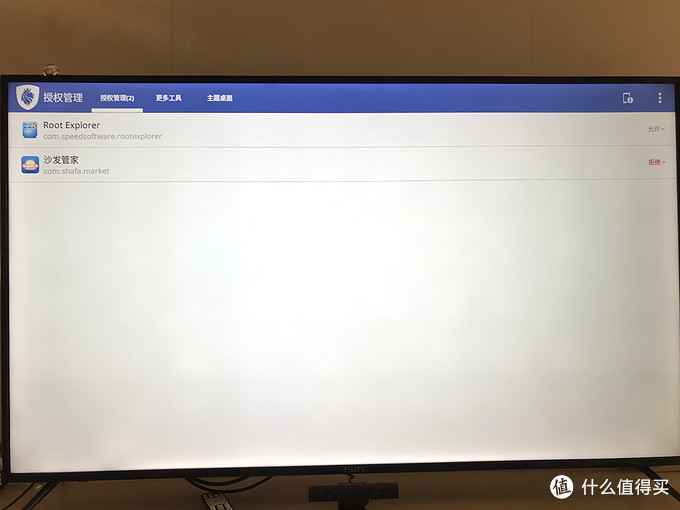 授权管理 授权管理(2) 更多工具 主题桌面
Root Explorer
com.speedsoftware.rootexplorer
允许
沙发管家
com.shafa.market
拒绝
值 什么值得买